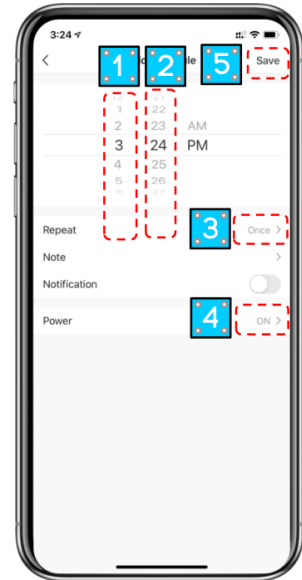 3:24
1 2 5 Save
1 22
2 23 AM
3 24 PM
4 25
5 26
Repeat 3 Once >
Note >
Notification
Power 4 ON >